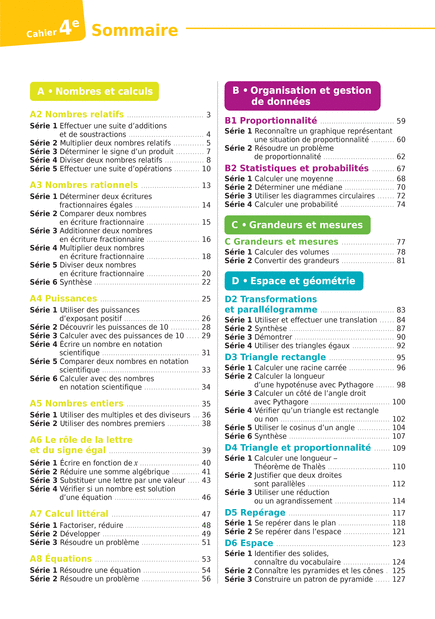 Cahier 4e Sommaire
A • Nombres et calculs
A2 Nombres relatifs 3
Série 1 Effectuer une suite d'additions
et de soustractions 4
Série 2 Multiplier deux nombres relatifs 5
Série 3 Déterminer le signe d'un produit 7
Série 4 Diviser deux nombres relatifs 8
Série 5 Effectuer une suite d'opérations 10
A3 Nombres rationnels 13
Série 1 Déterminer deux écritures
fractionnaires égales 14
Série 2 Comparer deux nombres
en écriture fractionnaire 15
Série 3 Additionner deux nombres
en écriture fractionnaire 16
Série 4 Multiplier deux nombres
en écriture fractionnaire 18
Série 5 Diviser deux nombres
en écriture fractionnaire 20
Série 6 Synthèse 22
A4 Puissances 25
Série 1 Utiliser des puissances
d'exposant positif 26
Série 2 Découvrir les puissances de 10 28
Série 3 Calculer avec des puissances de 10 29
Série 4 Écrire un nombre en notation
scientifique 31
Série 5 Comparer deux nombres en notation
scientifique 33
Série 6 Calculer avec des nombres
en notation scientifique 34
A5 Nombres entiers 35
Série 1 Utiliser des multiples et des diviseurs 36
Série 2 Utiliser des nombres premiers 38
A6 Le rôle de la lettre
et du signe égal 39
Série 1 Écrire en fonction de x 40
Série 2 Réduire une somme algébrique 41
Série 3 Substituer une lettre par une valeur 43
Série 4 Vérifier si un nombre est solution
d'une équation 46
A7 Calcul littéral 47
Série 1 Factoriser, réduire 48
Série 2 Développer 49
Série 3 Résoudre un problème 51
A8 Equations 53
Série 1 Résoudre une équation 54
Série 2 Résoudre un problème 56
B • Organisation et gestion
de données
B1 Proportionnalité 59
Série 1 Reconnaître un graphique représentant
une situation de proportionnalité 60
Série 2 Résoudre un problème
de proportionnalité 62
B2 Statistiques et probabilités 67
Série 1 Calculer une moyenne 68
Série 2 Déterminer une médiane 70
Série 3 Utiliser les diagrammes circulaires 72
Série 4 Calculer une probabilité 74
C • Grandeurs et mesures
C Grandeurs et mesures 77
Série 1 Calculer des volumes 78
Série 2 Convertir des grandeurs 81
D • Espace et géométrie
D2 Transformations
et parallélogramme 83
Série 1 Utiliser et effectuer une translation 84
Série 2 Synthèse 87
Série 3 Démontrer 90
Série 4 Utiliser des triangles égaux 92
D3 Triangle rectangle 95
Série 1 Calculer une racine carrée 96
Série 2 Calculer la longueur
d'une hypoténuse avec Pythagore 98
Série 3 Calculer un côté de l'angle droit
avec Pythagore 100
Série 4 Vérifier qu'un triangle est rectangle
ou non 102
Série 5 Utiliser le cosinus d'un angle 104
Série 6 Synthèse 107
D4 Triangle et proportionnalité 109
Série 1 Calculer une longueur –
Théorème de Thalès 110
Série 2 Justifier que deux droites
sont parallèles 112
Série 3 Utiliser une réduction
ou un agrandissement 114
D5 Repérage 117
Série 1 Se repérer dans le plan 118
Série 2 Se repérer dans l'espace 121
D6 Espace 123
Série 1 Identifier des solides,
connaître du vocabulaire 124
Série 2 Connaître les pyramides et les cônes 125
Série 3 Construire un patron de pyramide 127